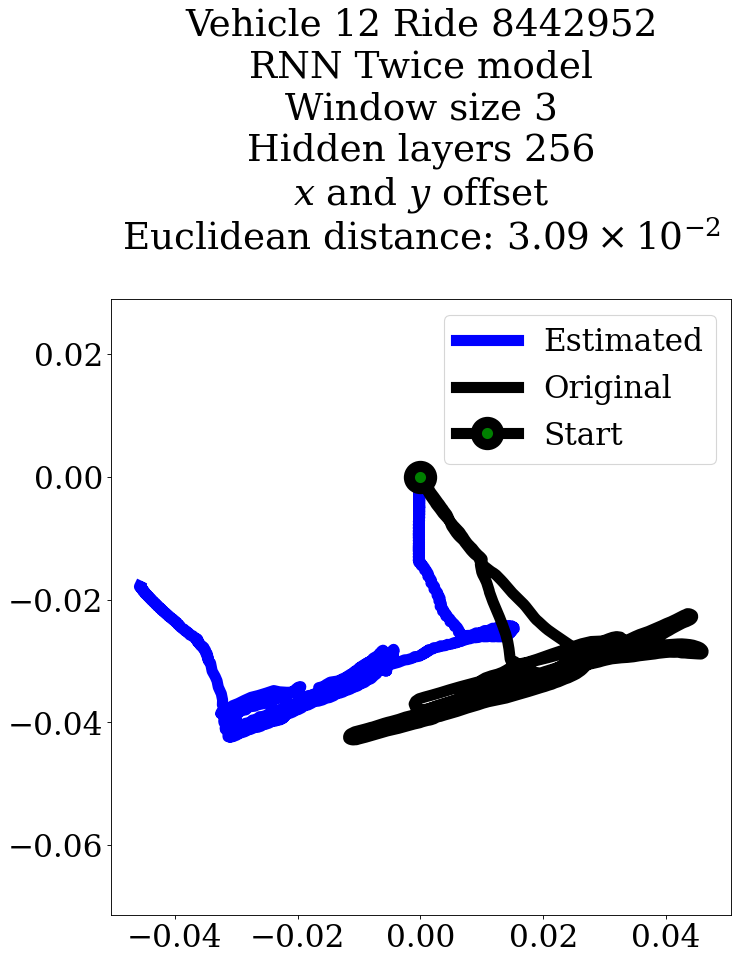 Vehicle 12 Ride 8442952
RNN Twice model
Window size 3
Hidden layers 256
x and y offset
Euclidean distance: 3.09 × 10⁻²
Estimated
Original
Start
0.02
0.00
−0.02
−0.04
−0.06
−0.04 −0.02 0.00 0.02 0.04